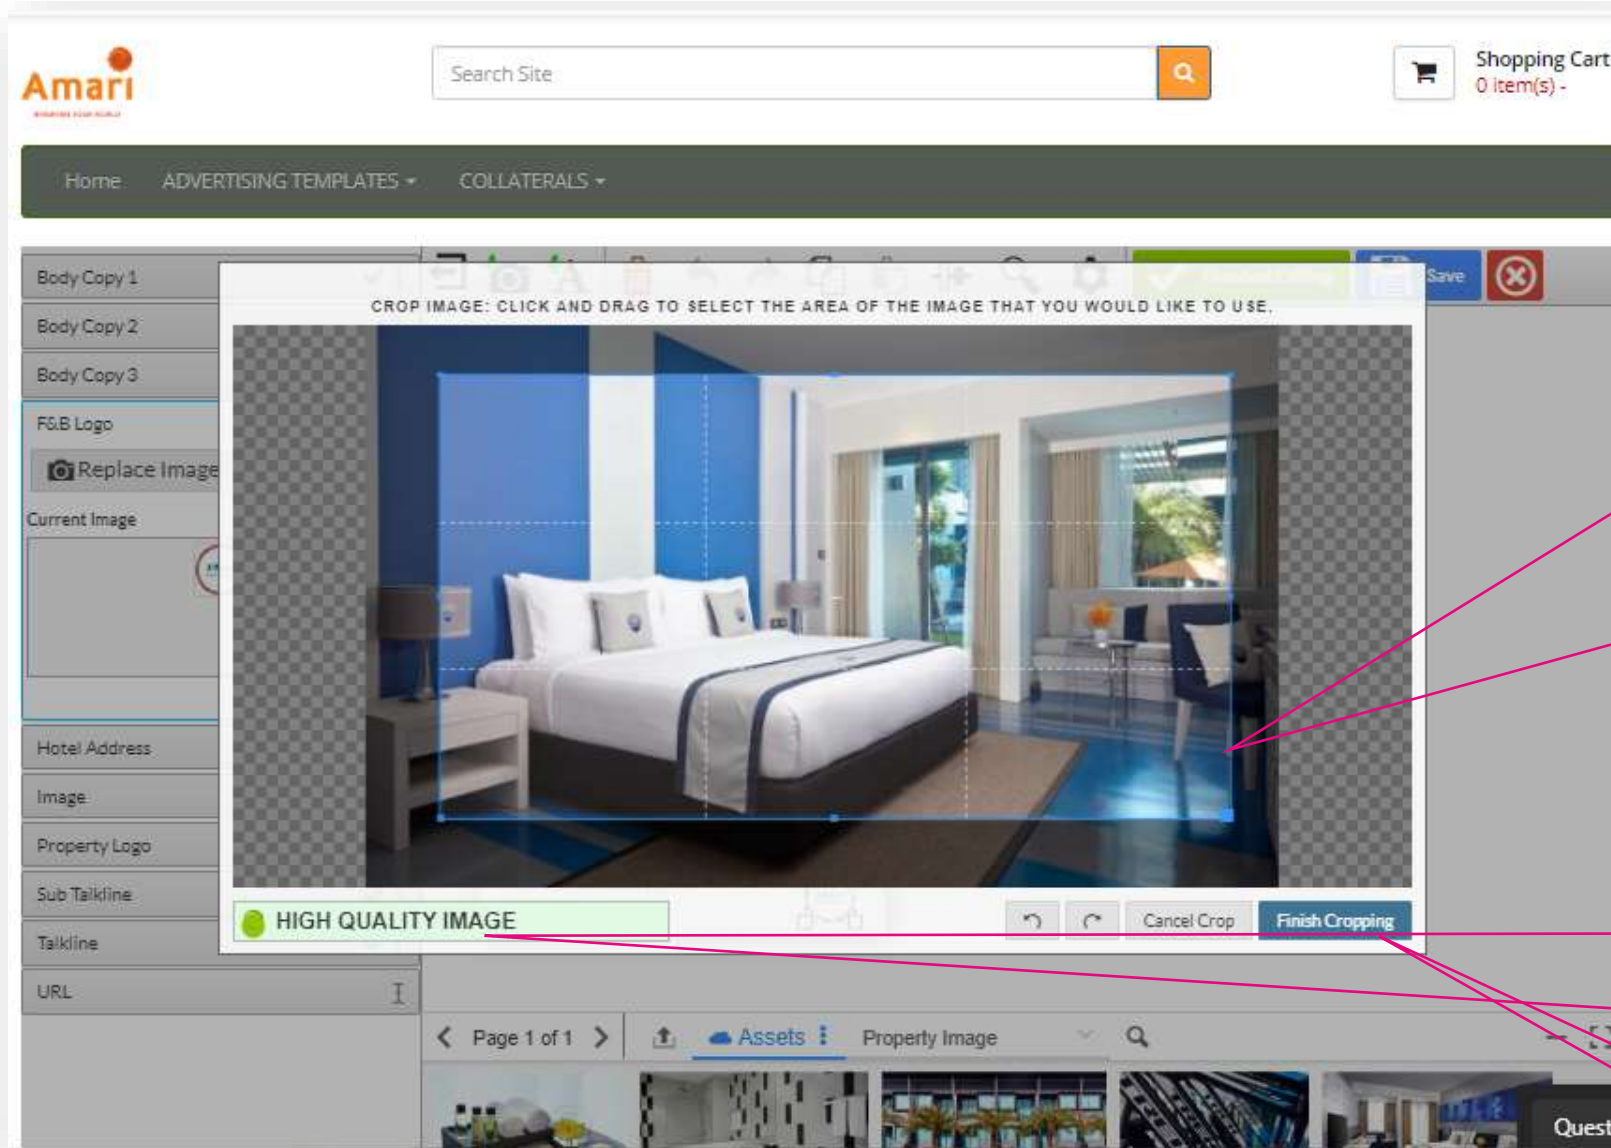 Amari
Search Site
Shopping Cart
0 item(s) -
Home
ADVERTISING TEMPLATES
COLLATERALS
Body Copy 1
Save
CROP IMAGE: CLICK AND DRAG TO SELECT THE AREA OF THE IMAGE THAT YOU WOULD LIKE TO USE.
Body Copy 2
Body Copy 3
F&B Logo
Replace Image
Current Image
Hotel Address
Image
Property Logo
Sub Talkline
Talkline
HIGH QUALITY IMAGE
Cancel Crop
Finish Cropping
URL
Page 1 of 1
Assets
Property Image
Quest